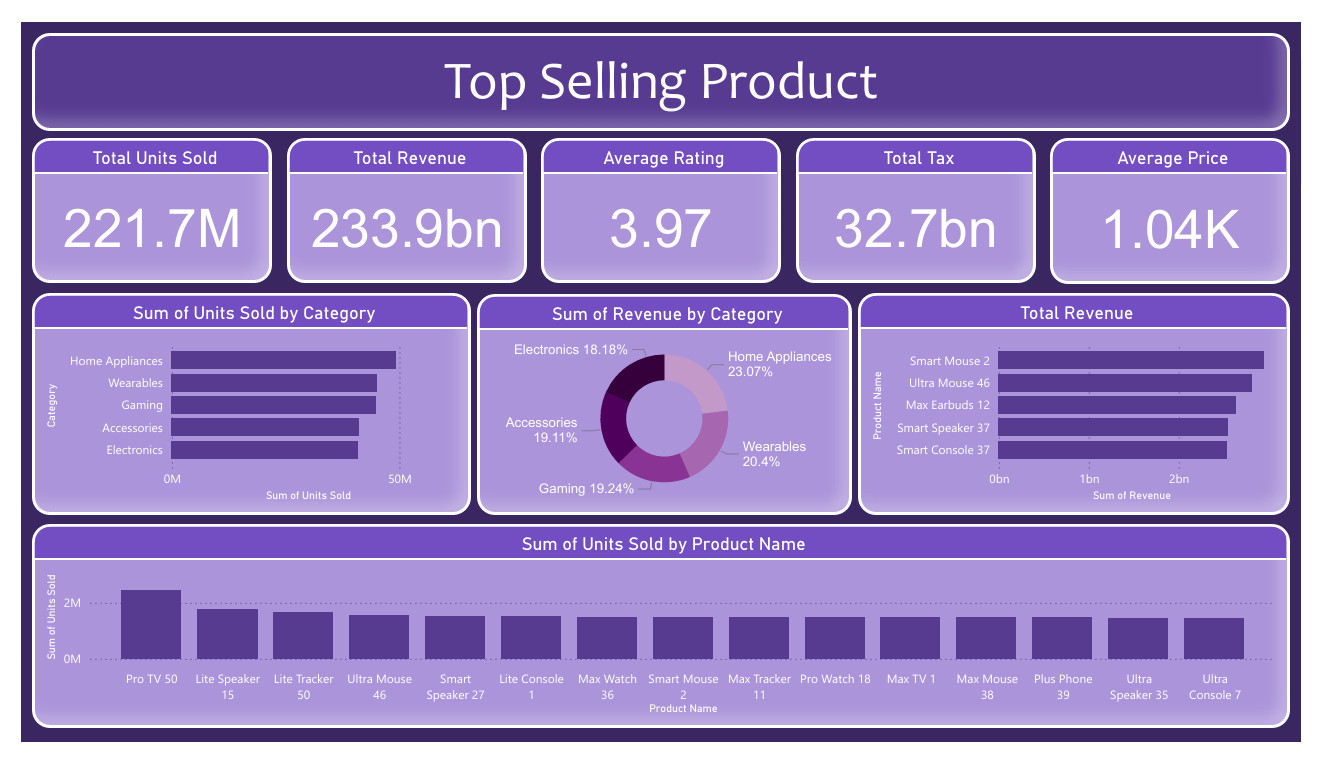 Top Selling Product
Total Units Sold
221.7M
Total Revenue
233.9bn
Average Rating
3.97
Total Tax
32.7bn
Average Price
1.04K
Sum of Units Sold by Category
Category
Home Appliances
Wearables
Gaming
Accessories
Electronics
0M
50M
Sum of Units Sold
Sum of Revenue by Category
Electronics 18.18%
Home Appliances
23.07%
Accessories
19.11%
Wearables
20.4%
Gaming 19.24%
Total Revenue
Product Name
Smart Mouse 2
Ultra Mouse 46
Max Earbuds 12
Smart Speaker 37
Smart Console 37
0bn
1bn
2bn
Sum of Revenue
Sum of Units Sold by Product Name
Sum of Units Sold
2M
0M
Pro TV 50
Lite Speaker
15
Lite Tracker
50
Ultra Mouse
46
Smart
Speaker 27
Lite Console
1
Max Watch
36
Smart Mouse
2
Max Tracker
11
Pro Watch 18
Max TV 1
Max Mouse
38
Plus Phone
39
Ultra
Speaker 35
Ultra
Console 7
Product Name